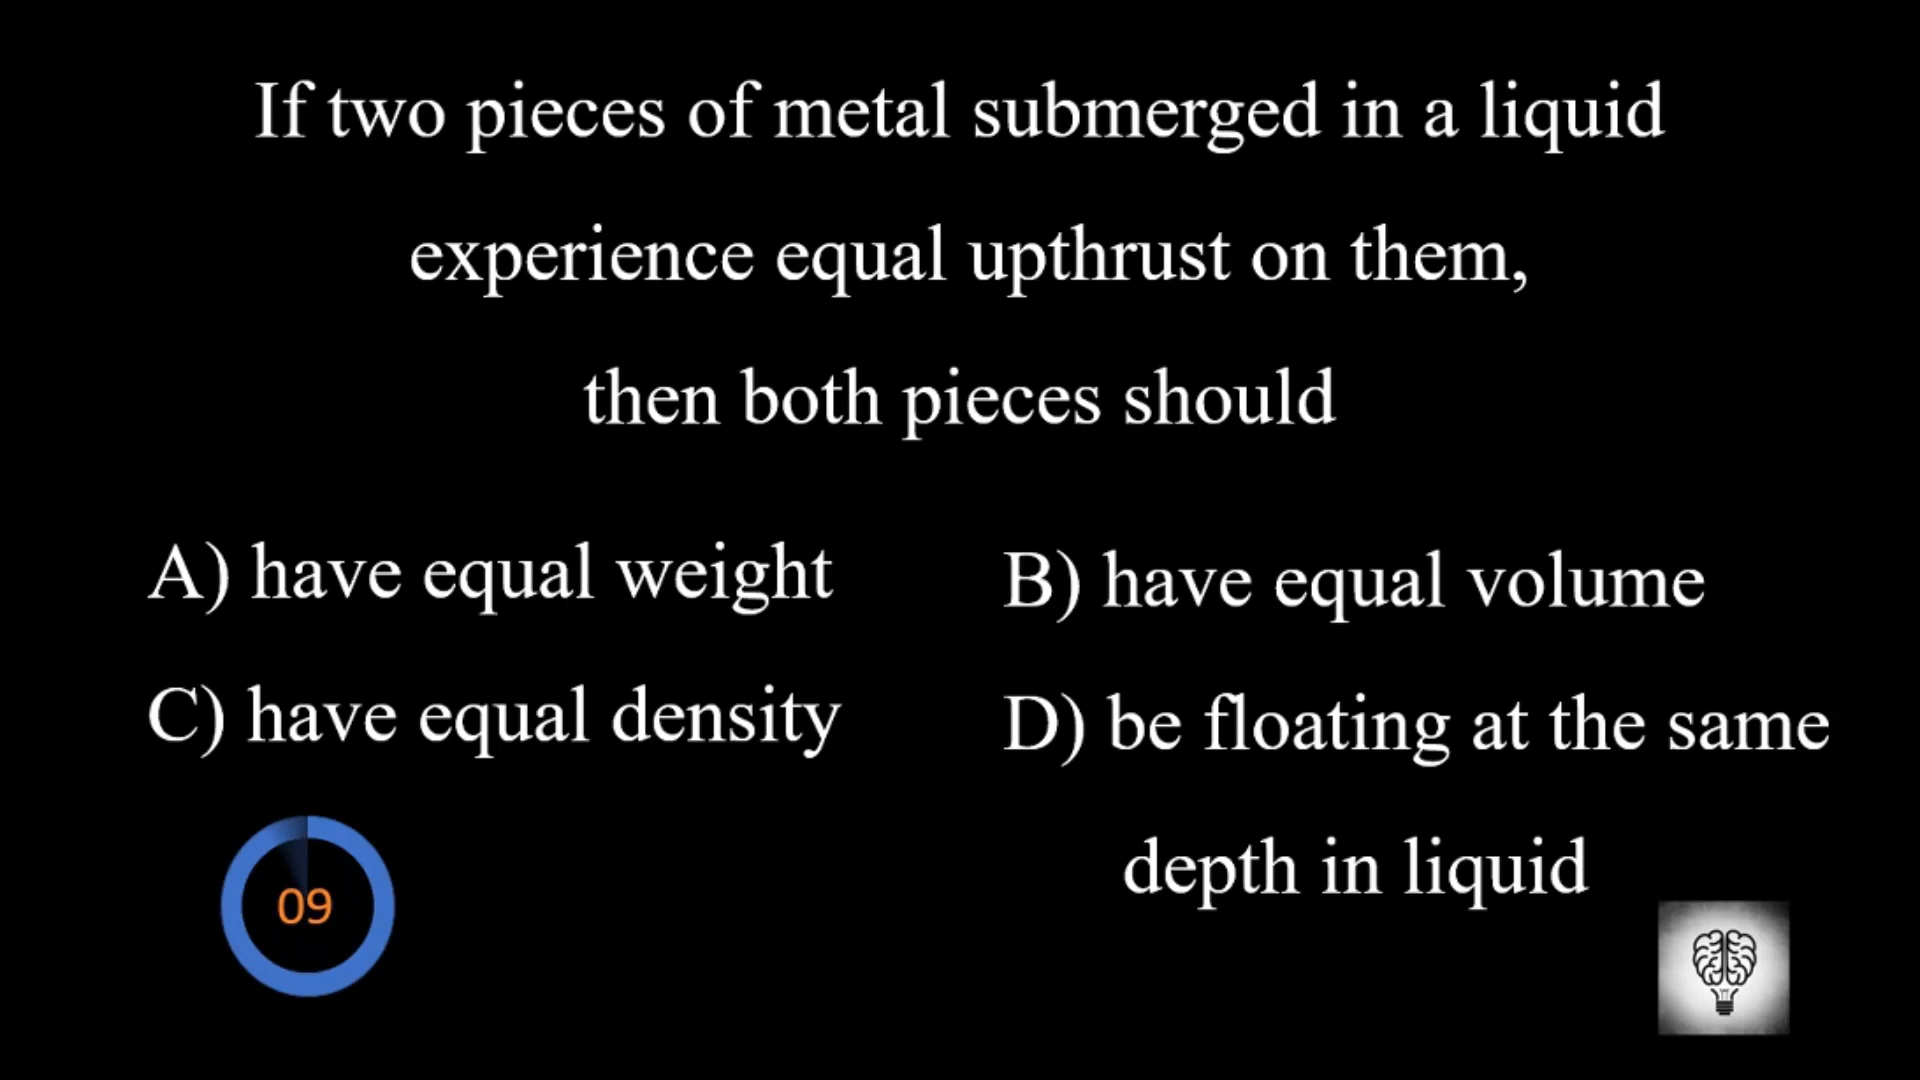 If two pieces of metal submerged in a liquid
experience equal upthrust on them,
then both pieces should
A) have equal weight
B) have equal volume
C) have equal density
D) be floating at the same
depth in liquid
09